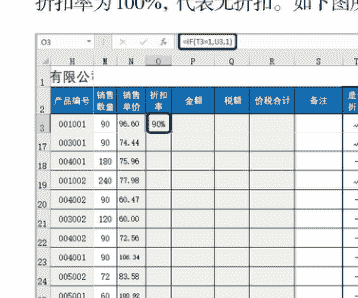 折扣率为100%，代表无折扣。如下图
O3 =IF(T3=1,U3,1)
H M N O P Q R S T
1 有限公
2 产品编号 销售数量 销售单价 折扣率 金额 税额 价税合计 备注
3 001001 90 96.60 90%
17 003001 90 74.44
18 004001 180 75.96
19 001002 240 77.98
20 004002 90 60.47
21 003002 120 60.00
22 004002 90 72.56
23 004001 90 106.34
24 005002 72 83.58
25 005001 60